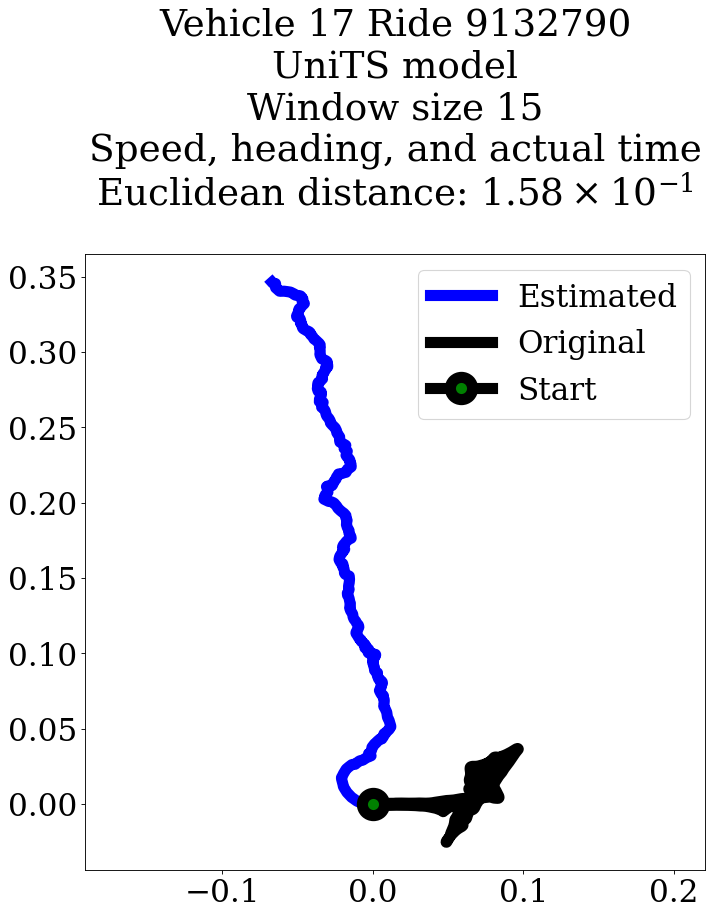 Vehicle 17 Ride 9132790
UniTS model
Window size 15
Speed, heading, and actual time
Euclidean distance: 1.58 × 10⁻¹
Estimated
Original
Start
0.35
0.30
0.25
0.20
0.15
0.10
0.05
0.00
−0.1 0.0 0.1 0.2